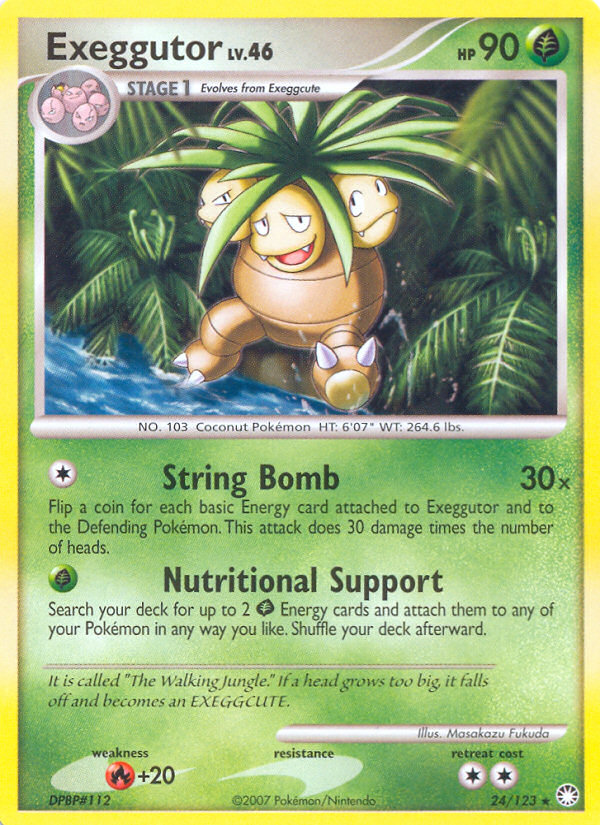 Exeggutor LV.46 HP 90
STAGE 1 Evolves from Exeggcute
NO. 103 Coconut Pokémon HT: 6'07" WT: 264.6 lbs.
String Bomb 30x
Flip a coin for each basic Energy card attached to Exeggutor and to
the Defending Pokémon. This attack does 30 damage times the number
of heads.
Nutritional Support
Search your deck for up to 2 Energy cards and attach them to any of
your Pokémon in any way you like. Shuffle your deck afterward.
It is called "The Walking Jungle." If a head grows too big, it falls
off and becomes an EXEGGCUTE.
Illus. Masakazu Fukuda
weakness resistance retreat cost
+20
DPBP#112 ©2007 Pokémon/Nintendo 24/123 ★